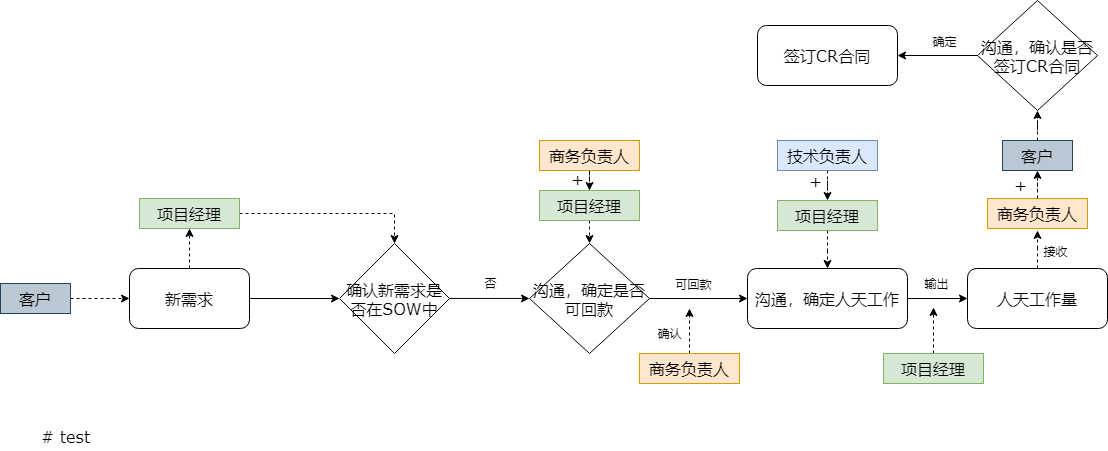 签订CR合同
确定
沟通，确认是否
签订CR合同
商务负责人
+
项目经理
技术负责人
+
项目经理
客户
+
商务负责人
接收
项目经理
客户
新需求
确认新需求是
否在SOW中
否
沟通，确定是否
可回款
可回款
确认
商务负责人
沟通，确定人天工作
输出
项目经理
人天工作量
# test